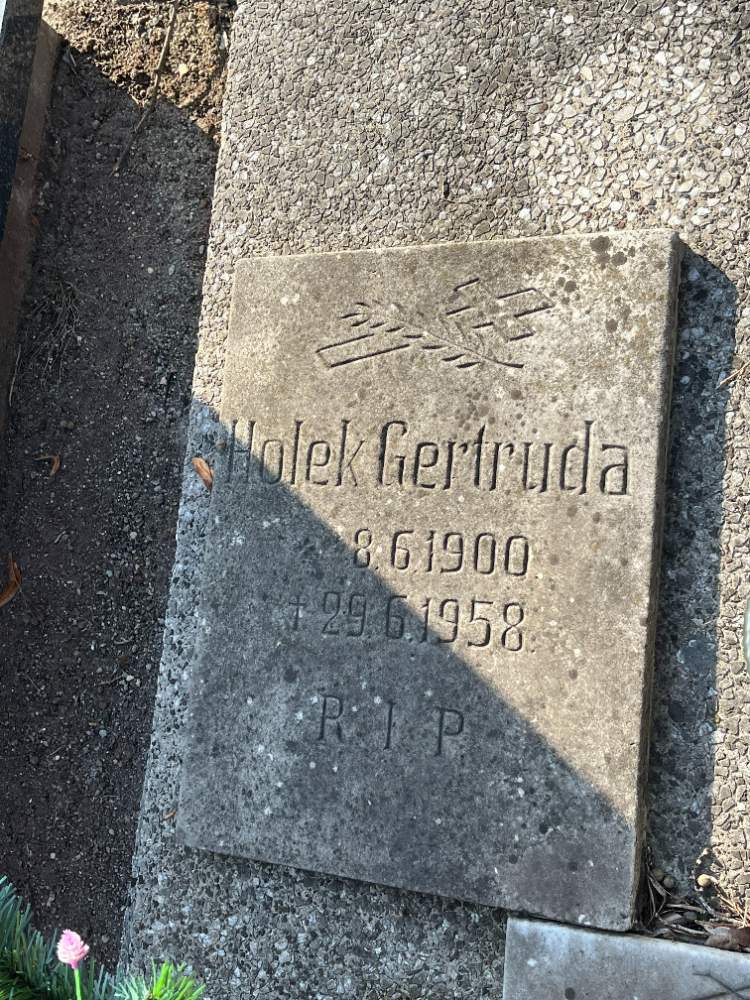 Holek Gertruda
8.6.1900
† 29.6.1958
R I P